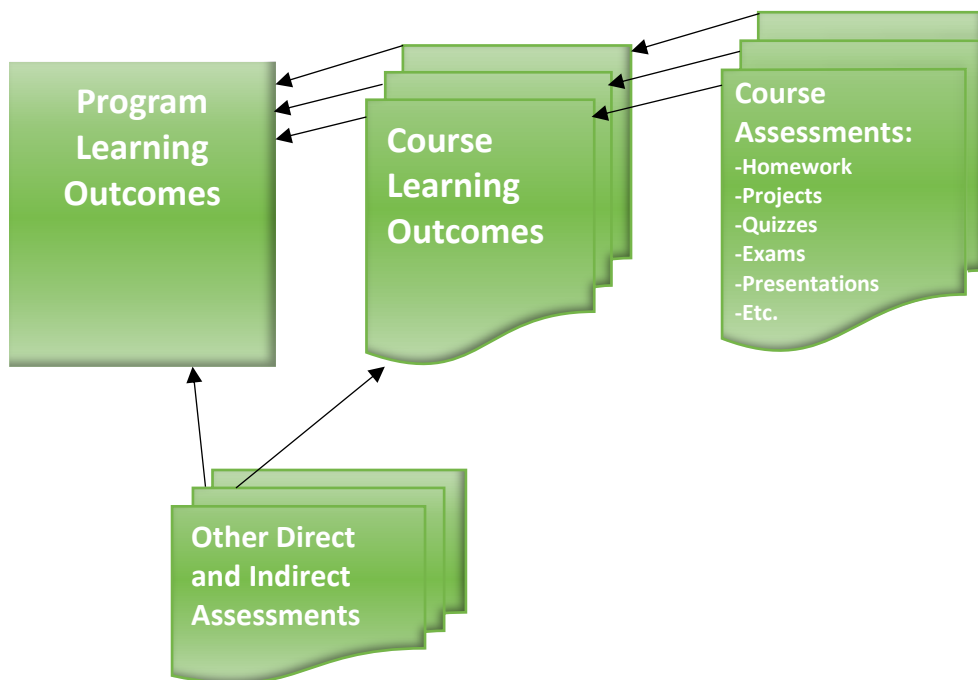 Program
Learning
Outcomes
Course
Learning
Outcomes
Course
Assessments:
-Homework
-Projects
-Quizzes
-Exams
-Presentations
-Etc.
Other Direct
and Indirect
Assessments